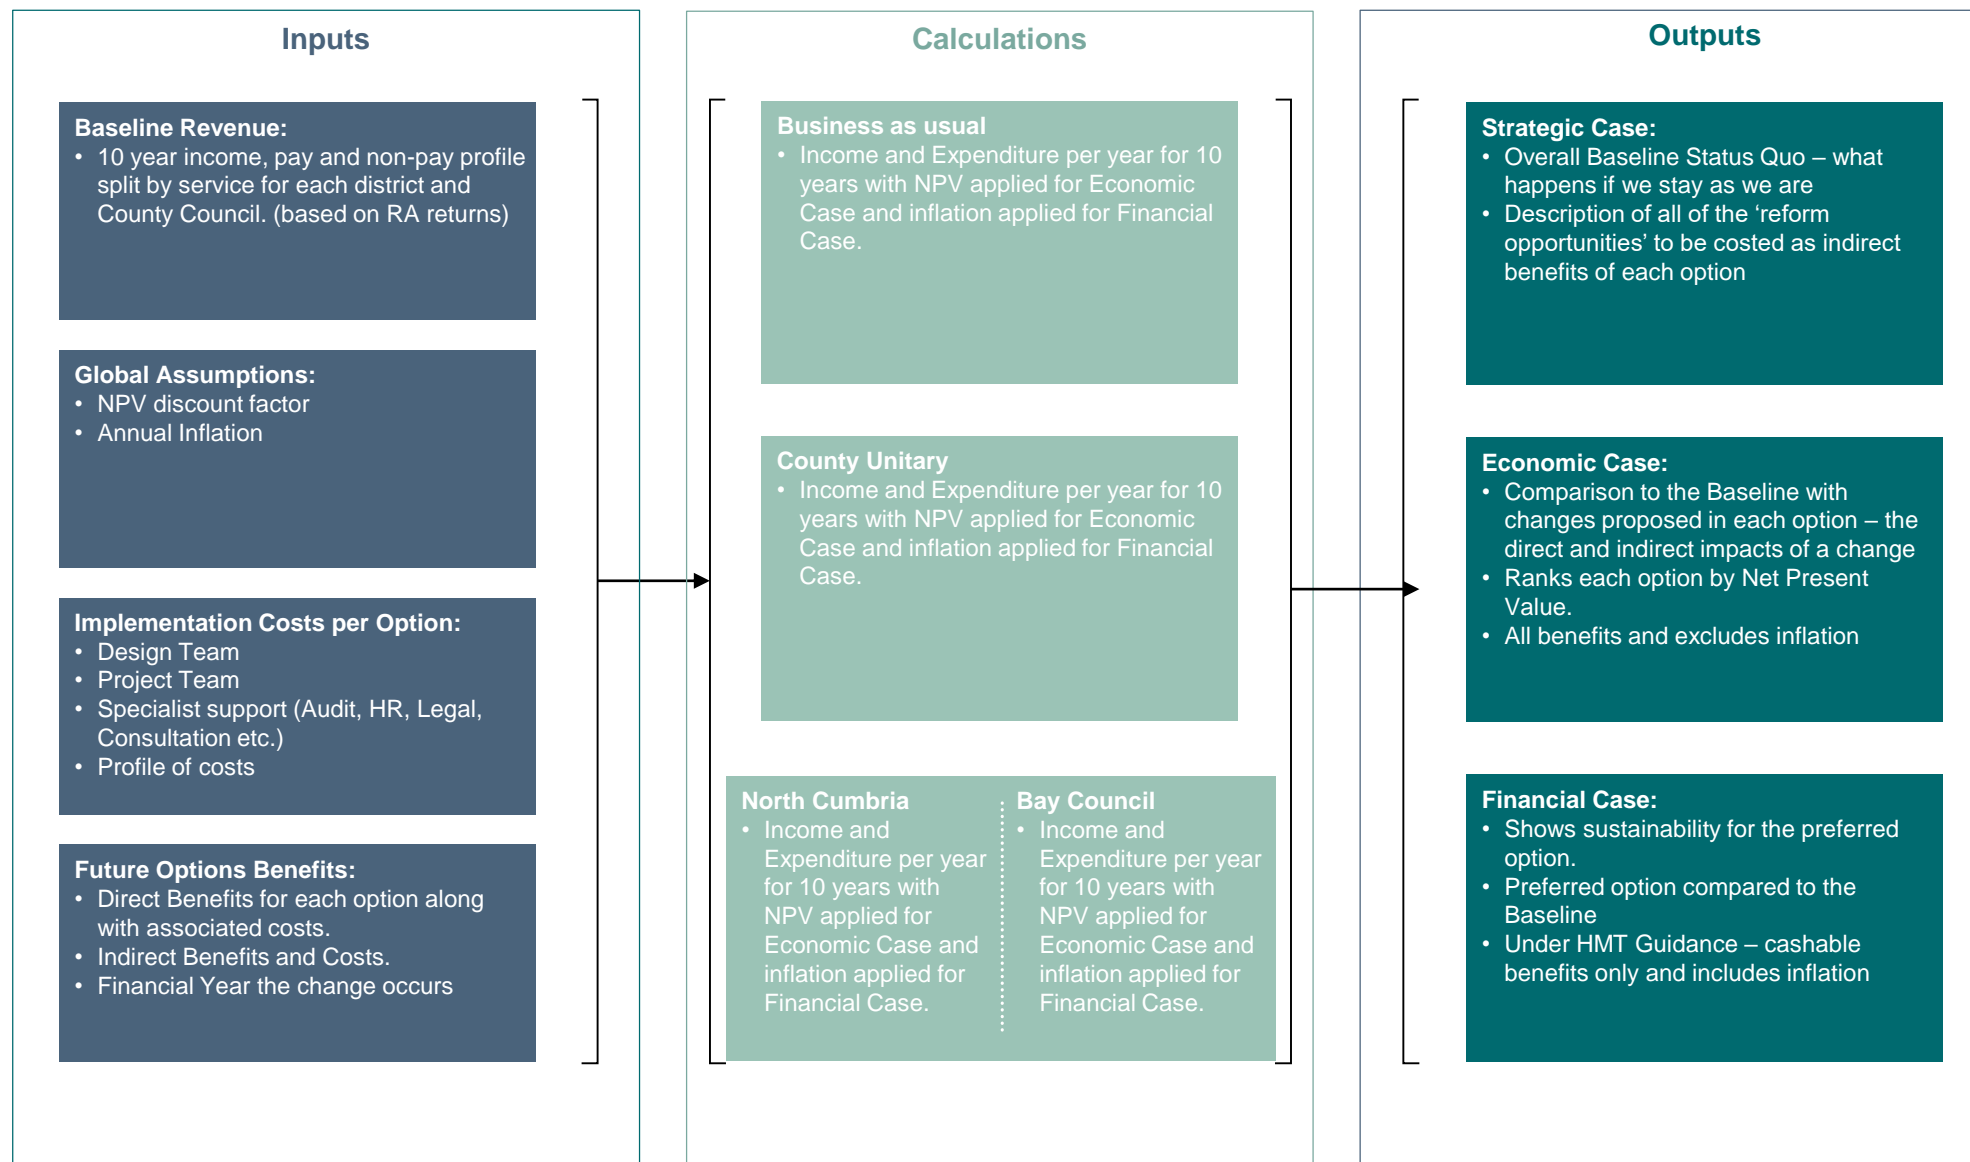 Inputs
Baseline Revenue:
• 10 year income, pay and non-pay profile
split by service for each district and
County Council. (based on RA returns)
Global Assumptions:
• NPV discount factor
• Annual Inflation
Implementation Costs per Option:
• Design Team
• Project Team
• Specialist support (Audit, HR, Legal,
Consultation etc.)
• Profile of costs
Future Options Benefits:
• Direct Benefits for each option along
with associated costs.
• Indirect Benefits and Costs.
• Financial Year the change occurs
Calculations
Business as usual
• Income and Expenditure per year for 10
years with NPV applied for Economic
Case and inflation applied for Financial
Case.
County Unitary
• Income and Expenditure per year for 10
years with NPV applied for Economic
Case and inflation applied for Financial
Case.
North Cumbria
• Income and
Expenditure per year
for 10 years with
NPV applied for
Economic Case and
inflation applied for
Financial Case.
Bay Council
• Income and
Expenditure per year
for 10 years with
NPV applied for
Economic Case and
inflation applied for
Financial Case.
Outputs
Strategic Case:
• Overall Baseline Status Quo – what
happens if we stay as we are
• Description of all of the ‘reform
opportunities’ to be costed as indirect
benefits of each option
Economic Case:
• Comparison to the Baseline with
changes proposed in each option – the
direct and indirect impacts of a change
• Ranks each option by Net Present
Value.
• All benefits and excludes inflation
Financial Case:
• Shows sustainability for the preferred
option.
• Preferred option compared to the
Baseline
• Under HMT Guidance – cashable
benefits only and includes inflation